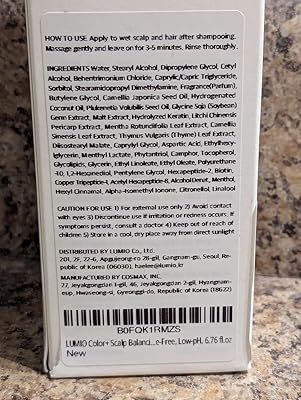 HOW TO USE Apply to wet scalp and hair after shampooing.
Massage gently and leave on for 3-5 minutes. Rinse thoroughly.
INGREDIENTS Water, Stearyl Alcohol, Dipropylene Glycol, Cetyl
Alcohol, Behentrimonium Chloride, Caprylic/Capric Triglyceride,
Sorbitol, Stearamidopropyl Dimethylamine, Fragrance(Parfum),
Butylene Glycol, Camellia Japonica Seed Oil, Hydrogenated
Coconut Oil, Plukenetia Volubilis Seed Oil, Glycine Soja (Soybean)
Germ Extract, Malt Extract, Hydrolyzed Keratin, Litchi Chinensis
Pericarp Extract, Mentha Rotundifolia Leaf Extract, Camellia
Sinensis Leaf Extract, Thymus Vulgaris (Thyme) Leaf Extract,
Diisostearyl Malate, Caprylyl Glycol, Aspartic Acid, Ethylhexy-
lglycerin, Menthyl Lactate, Phytantriol, Camphor, Tocopherol,
Glycolipids, Glycerin, Ethyl Linoleate, Ethyl Oleate, Polyquaternium-
10, 1,2-Hexanediol, Pentylene Glycol, Hexapeptide-2, Biotin,
Copper Tripeptide-1, Acetyl Hexapeptide-8, Alcohol Denat., Menthol,
Hexyl Cinnamal, Alpha-Isomethyl Ionone, Citronellol, Linalool
CAUTION FOR USE 1) For external use only 2) Avoid contact
with eyes 3) Discontinue use if irritation or redness occurs, If
symptoms persist, consult a doctor 4) Keep out of reach of
children 5) Store in a cool, dry place away from direct sunlight
DISTRIBUTED BY LUMIO Co., Ltd.
201, 2F, 22-6, Apgujeong-ro 28-gil, Gangnam-gu, Seoul, Re-
public of Korea (06030), haelee@lumio.kr
MANUFACTURED BY COSMAX, INC.
77, Jeyakgongdan 1-gil, 46, Jeyakgongdan 2-gil, Hyangnam-
eup, Hwaseong-si, Gyeonggi-do, Republic of Korea (18622)
B0FQK1RMZS
LUMIO Color+ Scalp Balanci...e-Free, Low-pH, 6.76 fl oz
New